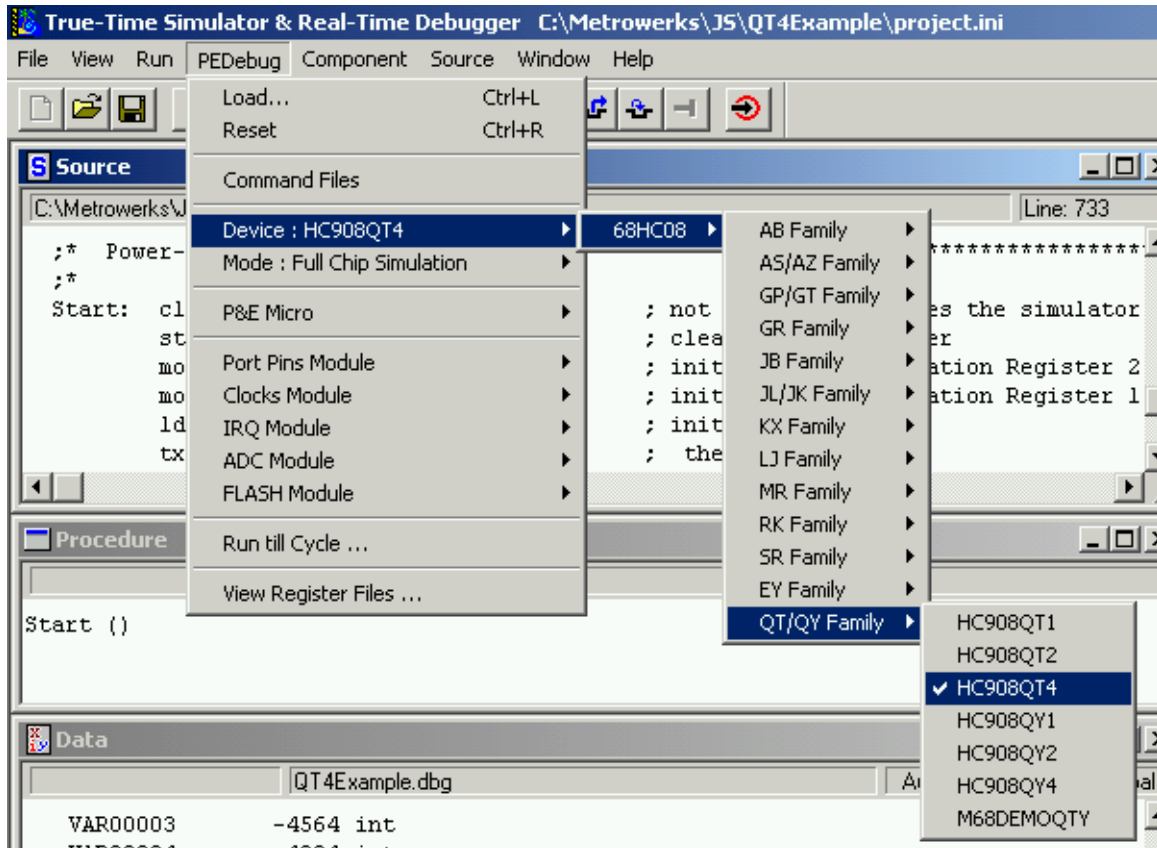 True-Time Simulator & Real-Time Debugger C:\Metrowerks\JS\QT4Example\project.ini
File View Run PEDebug Component Source Window Help
Load... Ctrl+L
Reset Ctrl+R
Command Files
Device : HC908QT4
Mode : Full Chip Simulation
P&E Micro
Port Pins Module
Clocks Module
IRQ Module
ADC Module
FLASH Module
Run till Cycle ...
View Register Files ...
68HC08
AB Family
AS/AZ Family
GP/GT Family
GR Family
JB Family
JL/JK Family
KX Family
LJ Family
MR Family
RK Family
SR Family
EY Family
QT/QY Family
HC908QT1
HC908QT2
HC908QT4
HC908QY1
HC908QY2
HC908QY4
M68DEMOQTY
Source
C:\Metrowerks\J Line: 733
;* Power- *****************
;*
Start: cl ; not es the simulator
st ; clea er
mo ; init ation Register 2
mo ; init ation Register 1
ld ; init
tx ; the
Procedure
Start ()
Data
QT4Example.dbg
VAR00003 -4564 int